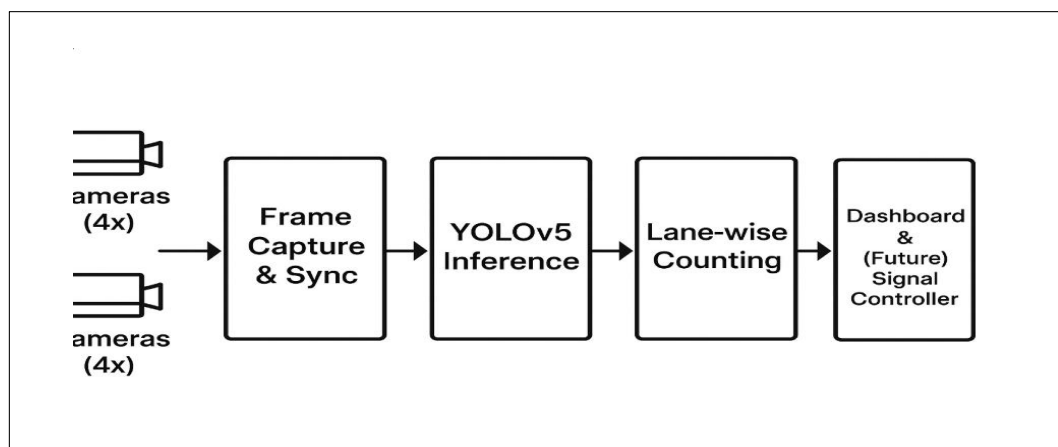 ameras
(4x)
ameras
(4x)
Frame
Capture
& Sync
YOLOv5
Inference
Lane-wise
Counting
Dashboard
&
(Future)
Signal
Controller